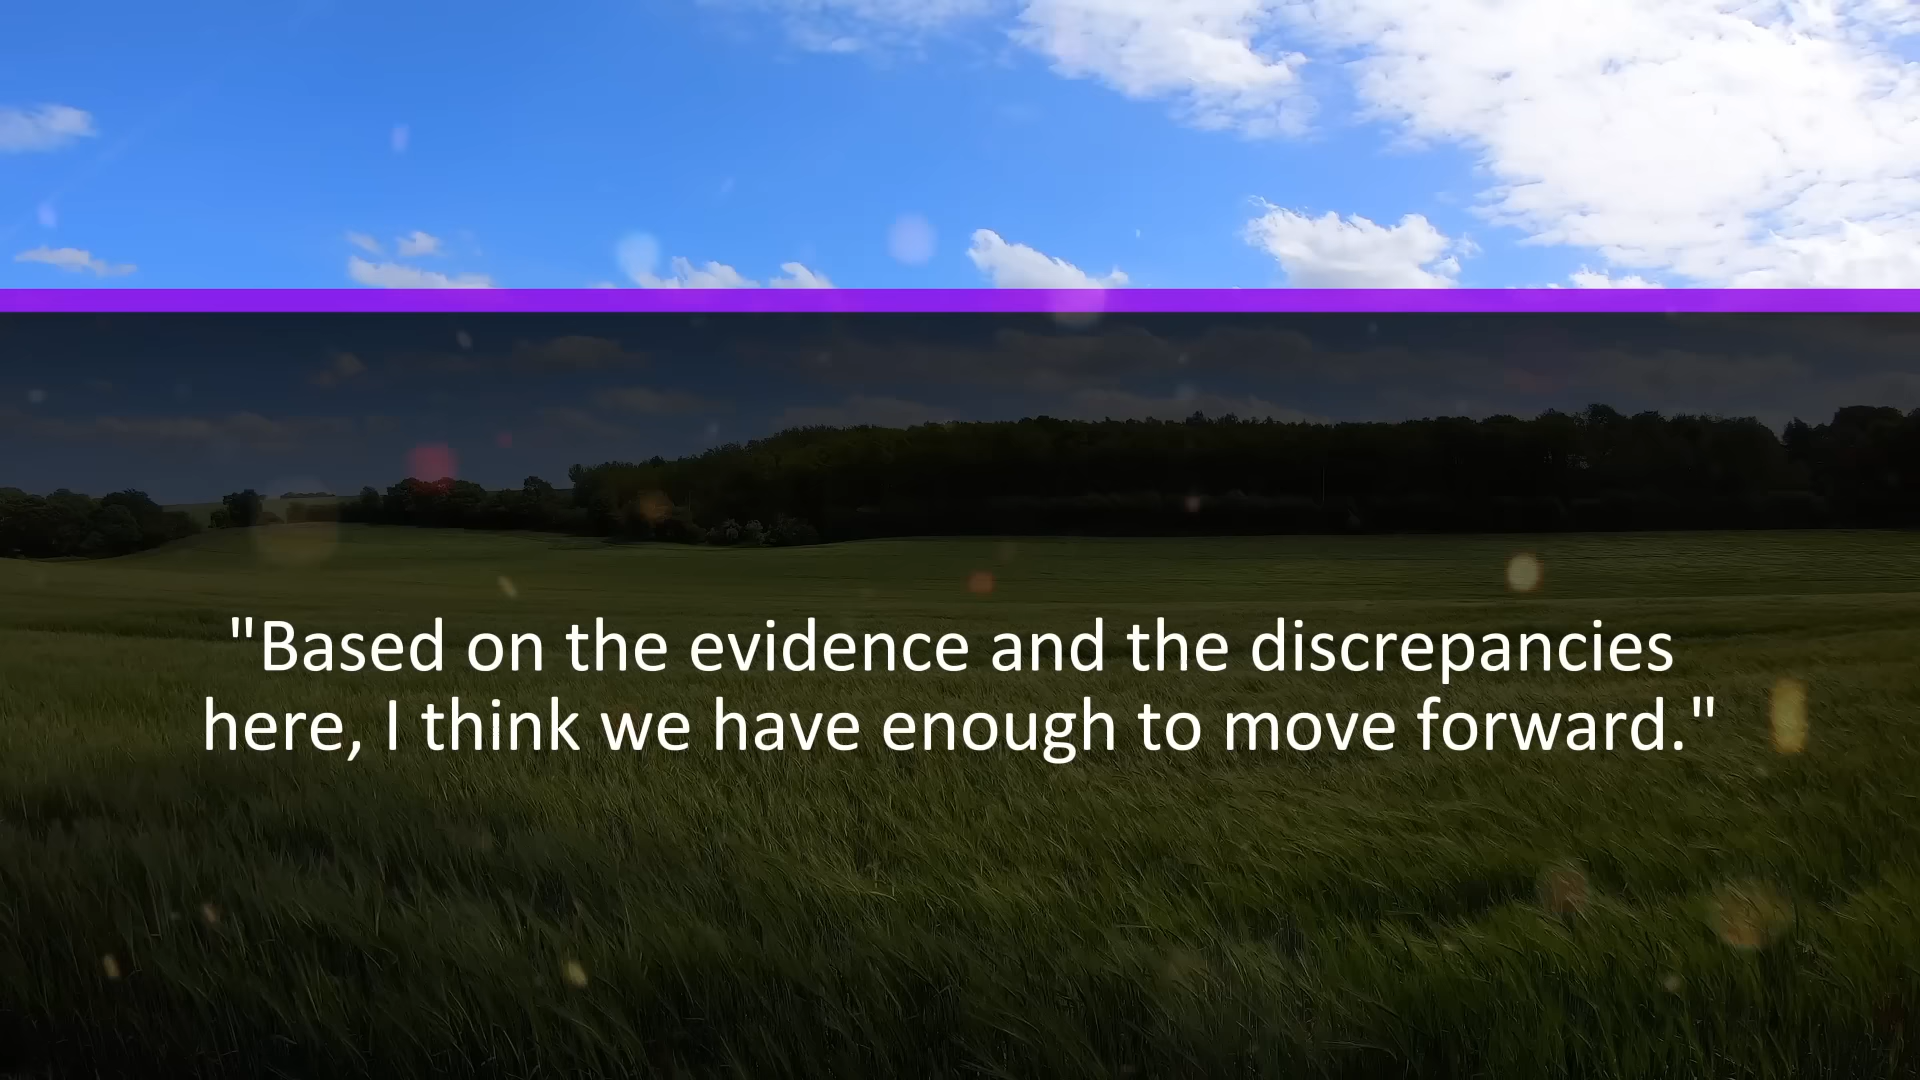 "Based on the evidence and the discrepancies
here, I think we have enough to move forward."